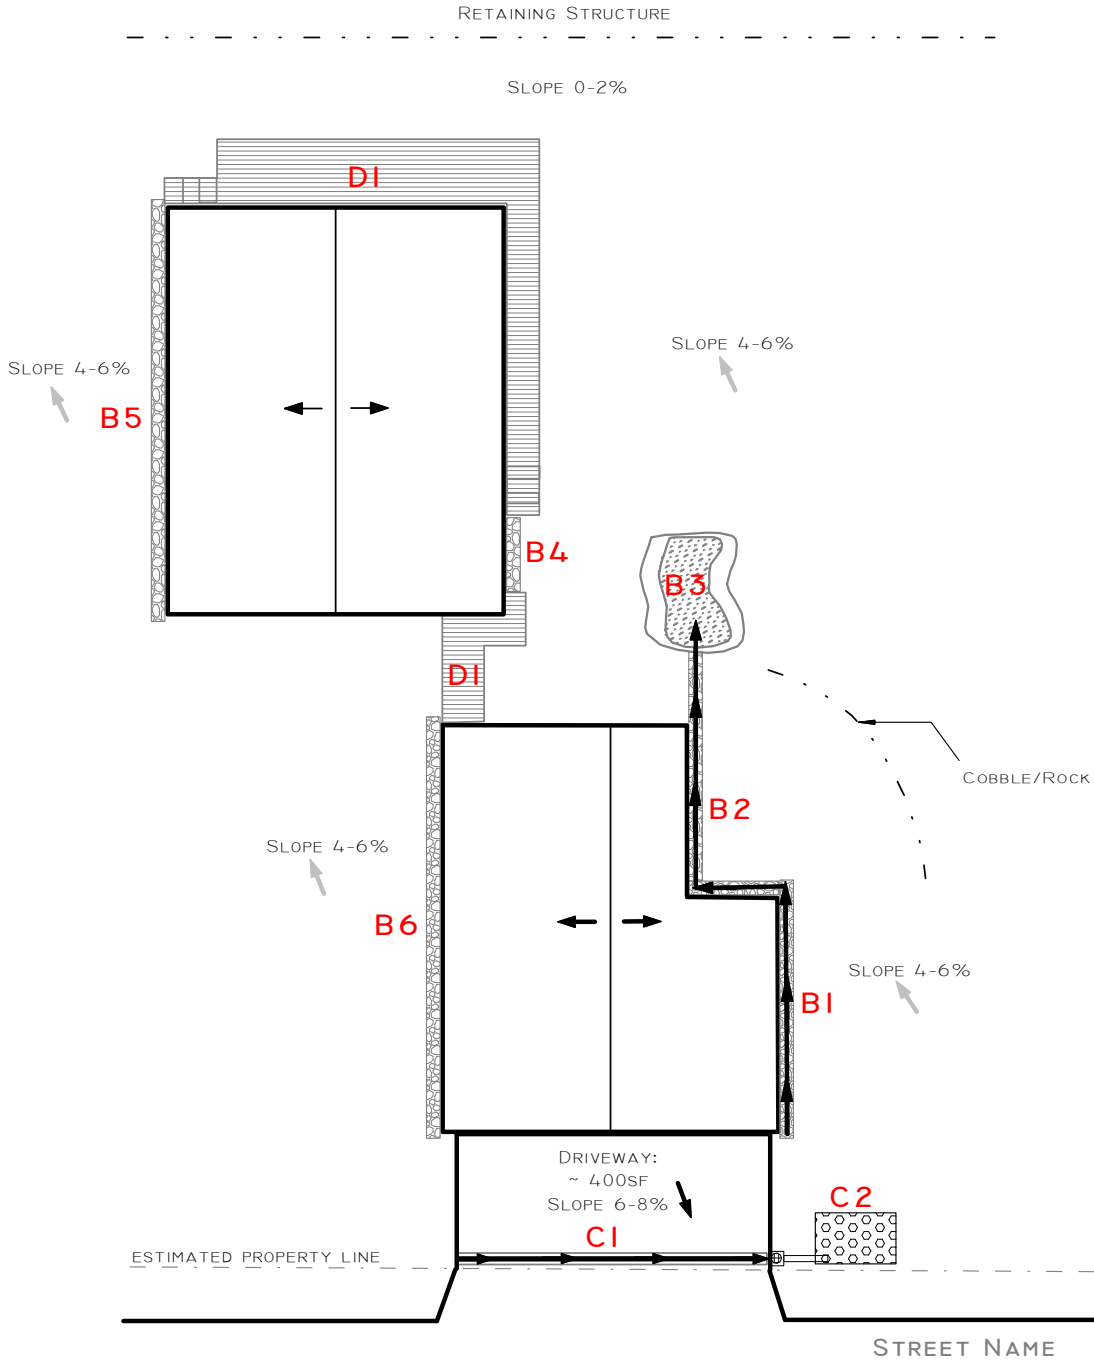 RETAINING STRUCTURE
SLOPE 0-2%
D1
SLOPE 4-6%
SLOPE 4-6%
B5
B4
B3
D1
COBBLE/ROCK
B2
SLOPE 4-6%
B6
SLOPE 4-6%
B1
DRIVEWAY:
~ 400SF
SLOPE 6-8%
C2
C1
ESTIMATED PROPERTY LINE
STREET NAME